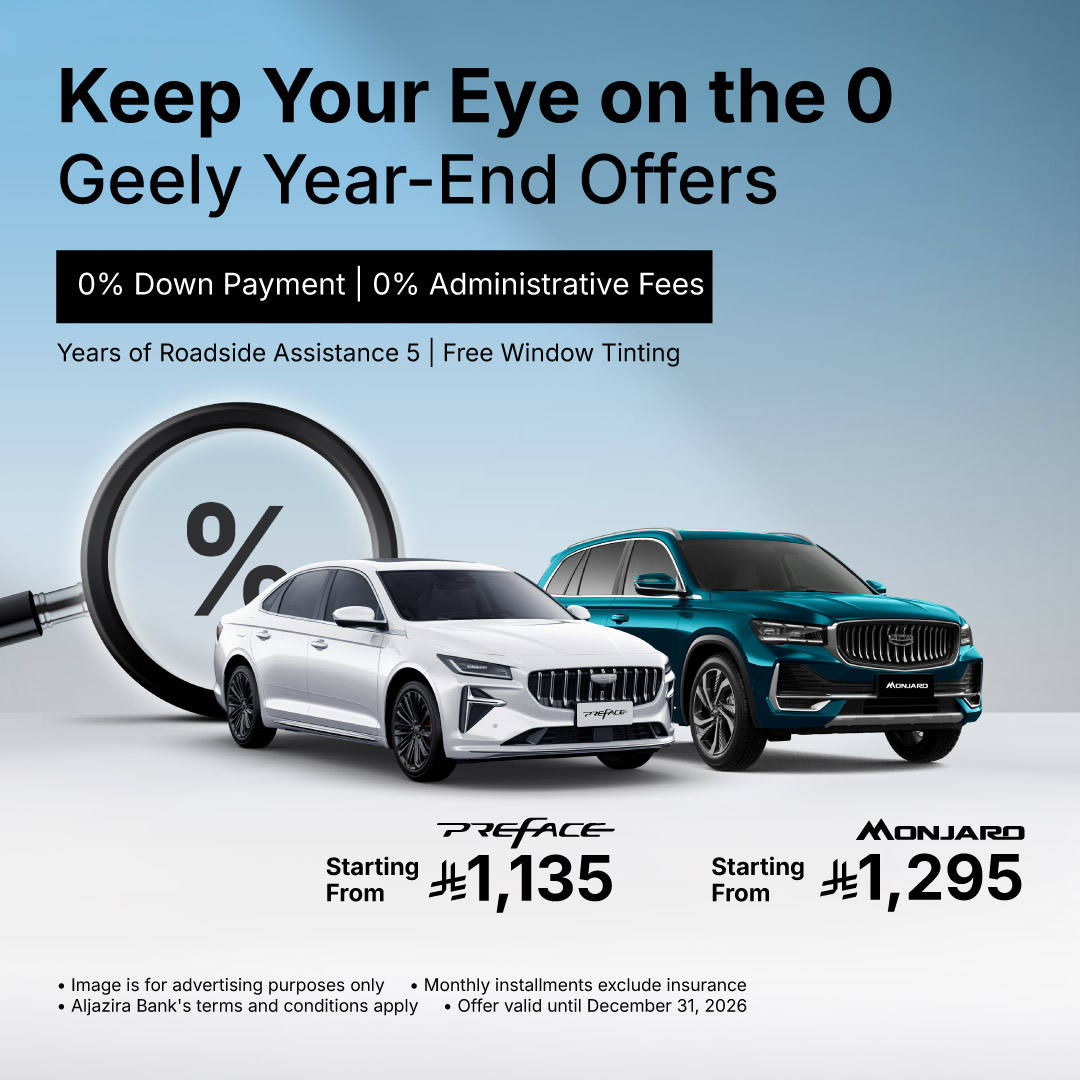 Keep Your Eye on the 0
Geely Year-End Offers
0% Down Payment | 0% Administrative Fees
Years of Roadside Assistance 5 | Free Window Tinting
%
PREFACE
MONJARO
PREFACE
Starting From 1,135
MONJARO
Starting From 1,295
• Image is for advertising purposes only • Monthly installments exclude insurance
• Aljazira Bank's terms and conditions apply • Offer valid until December 31, 2026